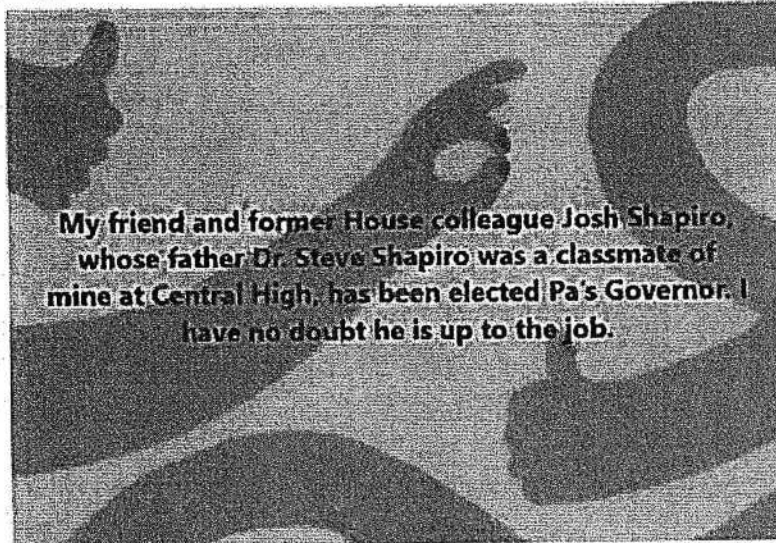 My friend and former House colleague Josh Shapiro,
whose father Dr. Steve Shapiro was a classmate of
mine at Central High, has been elected Pa's Governor. I
have no doubt he is up to the job.